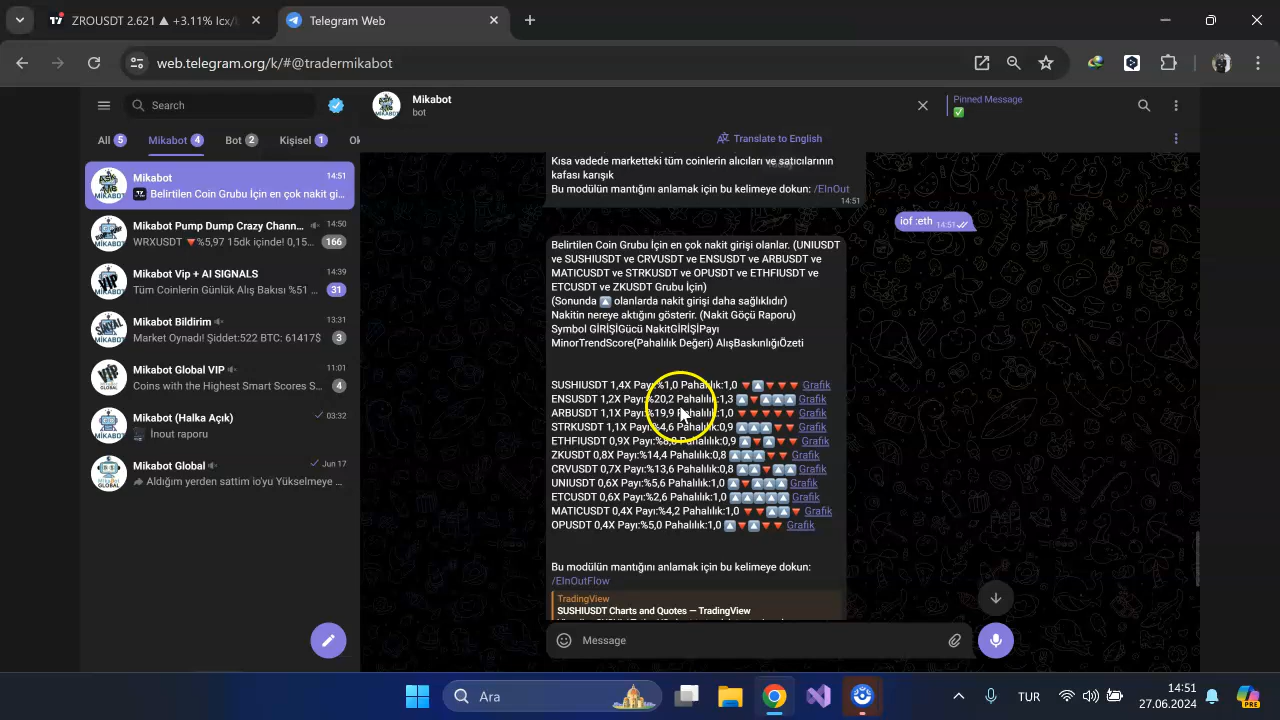 ZROUSDT 2.621 ▲ +3.11% Icx/t
Telegram Web
web.telegram.org/k/#@tradermikabot
Search
All 5
Mikabot 4
Bot 2
Kişisel 1
Ok
Mikabot
14:51
Belirtilen Coin Grubu İçin en çok nakit gi...
Mikabot Pump Dump Crazy Chann...
14:50
WRXUSDT 🔻%5,97 15dk içinde! 0,15...
166
Mikabot Vip + AI SIGNALS
14:39
Tüm Coinlerin Günlük Alış Bakısı %51 ...
31
Mikabot Bildirim
13:31
Market Oynadı! Şiddet:522 BTC: 61417$
3
Mikabot Global VIP
11:01
Coins with the Highest Smart Scores S...
4
Mikabot (Halka Açık)
03:32
Inout raporu
Mikabot Global
Jun 17
Aldığım yerden sattim io'yu Yükselmeye ...
Mikabot
bot
Pinned Message
✅
Translate to English
Kısa vadede marketteki tüm coinlerin alıcıları ve satıcılarının
kafası karışık
Bu modülün mantığını anlamak için bu kelimeye dokun: /EInOut
14:51
iof :eth 14:51
Belirtilen Coin Grubu İçin en çok nakit girişi olanlar. (UNIUSDT
ve SUSHIUSDT ve CRVUSDT ve ENSUSDT ve ARBUSDT ve
MATICUSDT ve STRKUSDT ve OPUSDT ve ETHFIUSDT ve
ETCUSDT ve ZKUSDT Grubu İçin)
(Sonunda 🔼 olanlarda nakit girişi daha sağlıklıdır)
Nakitin nereye aktığını gösterir. (Nakit Göçü Raporu)
Symbol GİRİŞİGücü NakitGİRİŞİPayı
MinorTrendScore(Pahalılık Değeri) AlışBaskınlığıÖzeti
SUSHIUSDT 1,4X Payı:%1,0 Pahalılık:1,0 🔻🔼🔻🔻🔻 Grafik
ENSUSDT 1,2X Payı:%20,2 Pahalılık:1,3 🔼🔻🔼🔼🔼 Grafik
ARBUSDT 1,1X Payı:%19,9 Pahalılık:1,0 🔻🔻🔻🔻🔻 Grafik
STRKUSDT 1,1X Payı:%4,6 Pahalılık:0,9 🔼🔼🔼🔻🔻 Grafik
ETHFIUSDT 0,9X Payı:%8,8 Pahalılık:0,9 🔼🔻🔼🔻🔻 Grafik
ZKUSDT 0,8X Payı:%14,4 Pahalılık:0,8 🔼🔼🔼🔻🔻 Grafik
CRVUSDT 0,7X Payı:%13,6 Pahalılık:0,8 🔼🔼🔻🔼🔼 Grafik
UNIUSDT 0,6X Payı:%5,6 Pahalılık:1,0 🔼🔻🔼🔼🔼 Grafik
ETCUSDT 0,6X Payı:%2,6 Pahalılık:1,0 🔼🔼🔼🔼🔼 Grafik
MATICUSDT 0,4X Payı:%4,2 Pahalılık:1,0 🔻🔻🔼🔼🔻 Grafik
OPUSDT 0,4X Payı:%5,0 Pahalılık:1,0 🔼🔻🔼🔻🔻 Grafik
Bu modülün mantığını anlamak için bu kelimeye dokun:
/EInOutFlow
TradingView
SUSHIUSDT Charts and Quotes — TradingView
Message
Ara
TUR
14:51
27.06.2024
PRE